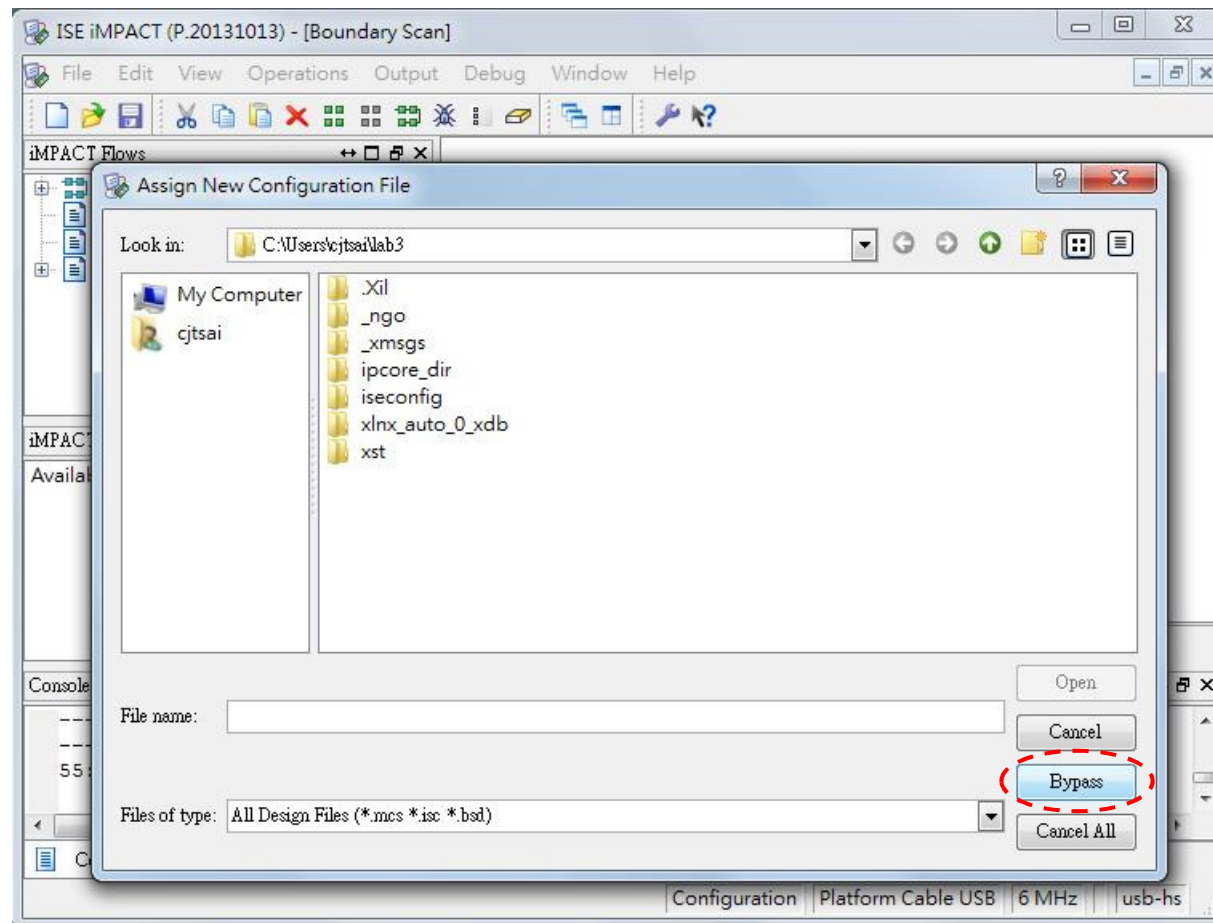 ISE iMPACT (P.20131013) - [Boundary Scan]
File Edit View Operations Output Debug Window Help
iMPACT Flows
Assign New Configuration File
Look in: C:\Users\cjtsai\lab3
My Computer
cjtsai
.Xil
_ngo
_xmsgs
ipcore_dir
iseconfig
xlnx_auto_0_xdb
xst
iMPACT
Availab
Console
Open
File name:
Cancel
----
----
55:
Bypass
Files of type: All Design Files (*.mcs *.isc *.bsd)
Cancel All
Co
Configuration Platform Cable USB 6 MHz usb-hs